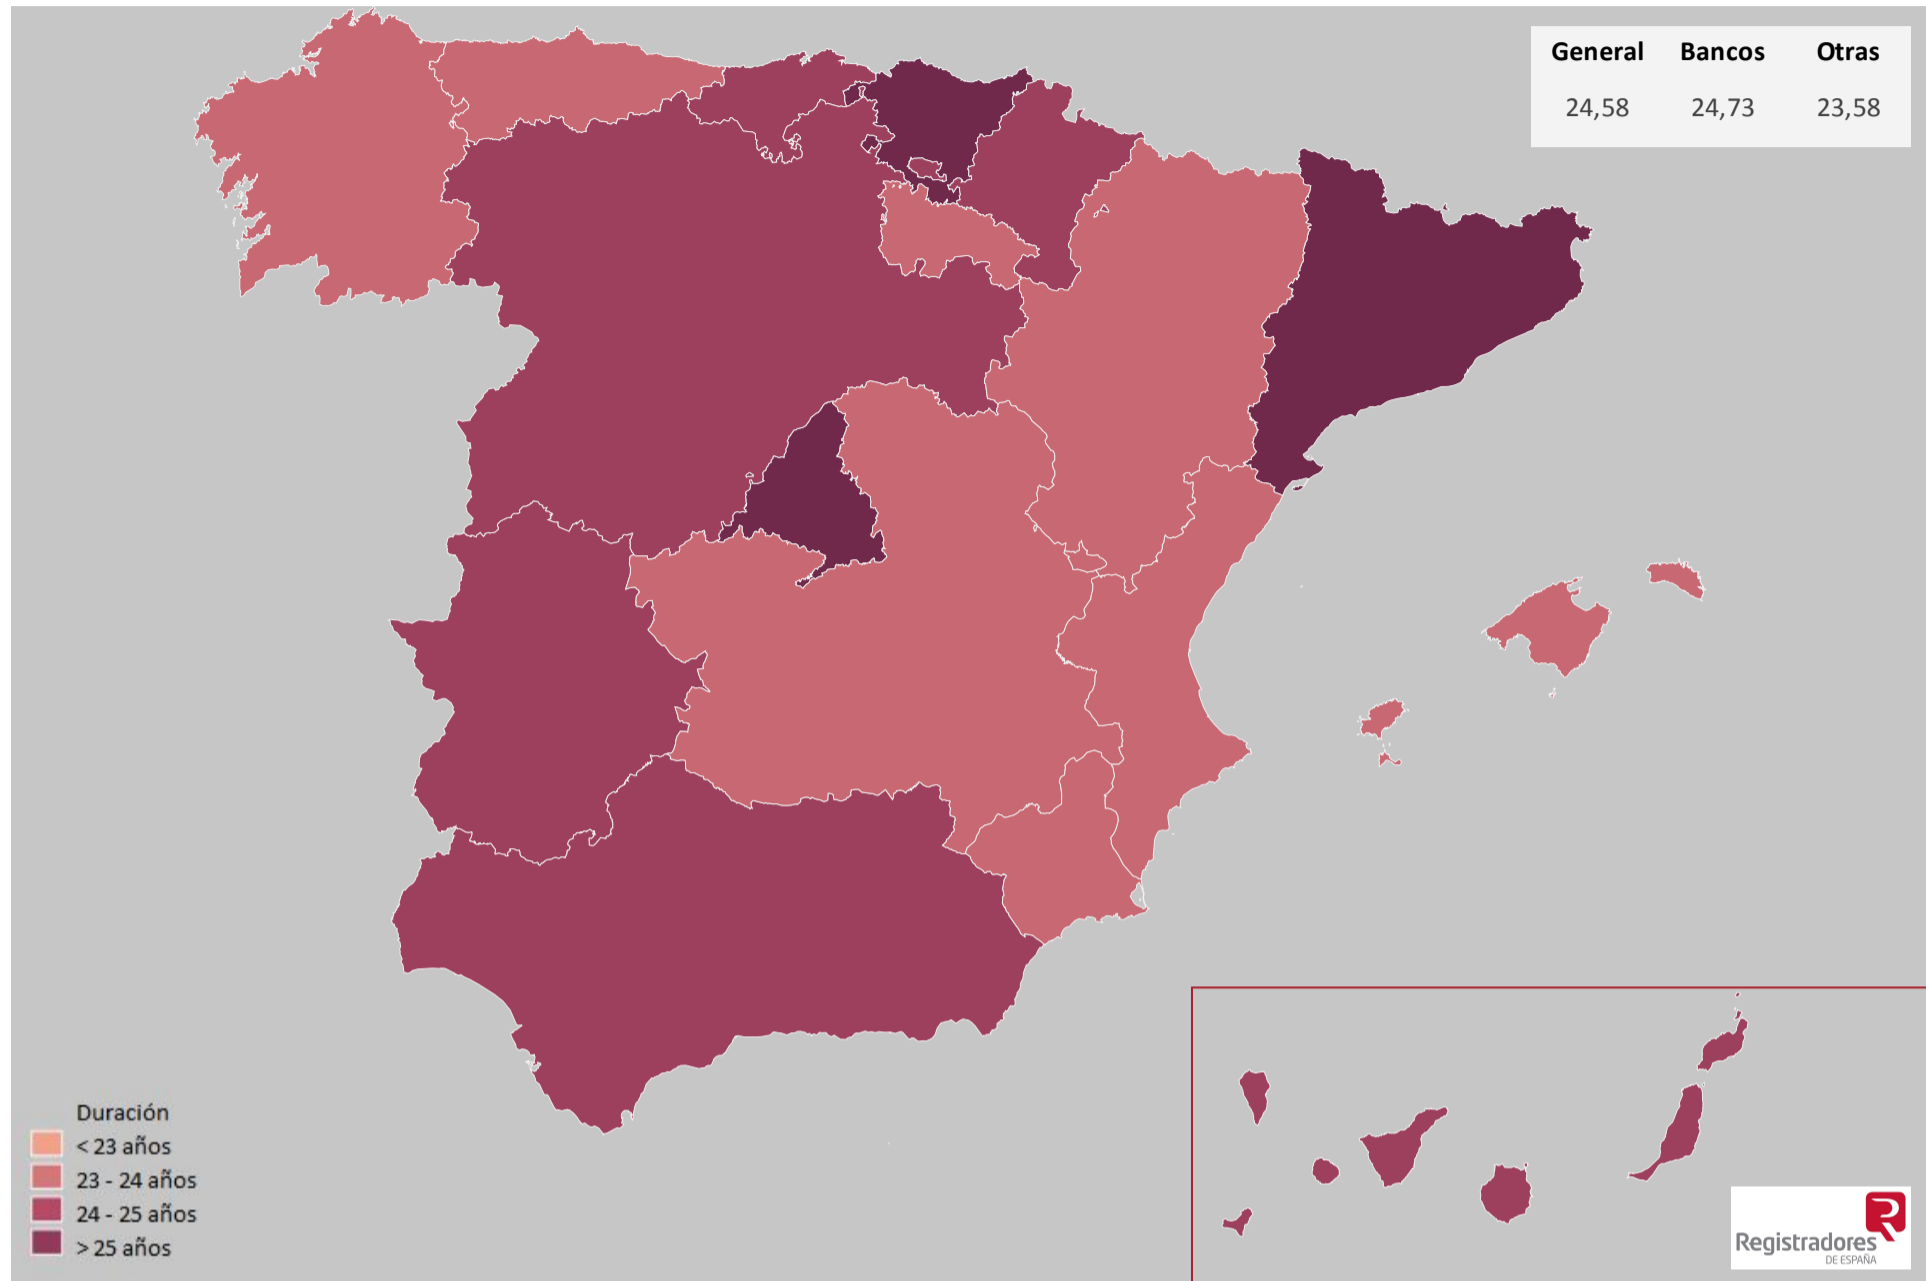 General Bancos Otras
24,58 24,73 23,58
Duración
< 23 años
23 - 24 años
24 - 25 años
> 25 años
Registradores
DE ESPAÑA